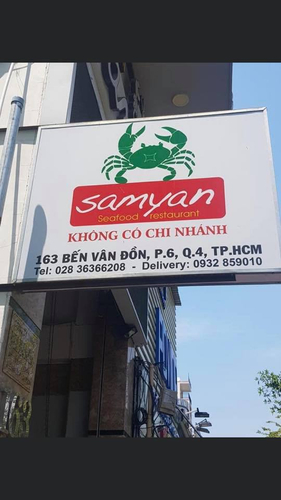 samyan
Seafood restaurant
KHÔNG CÓ CHI NHÁNH
163 BẾN VÂN ĐỒN, P.6, Q.4, TP.HCM
Tel: 028 36366208 - Delivery: 0932 859010